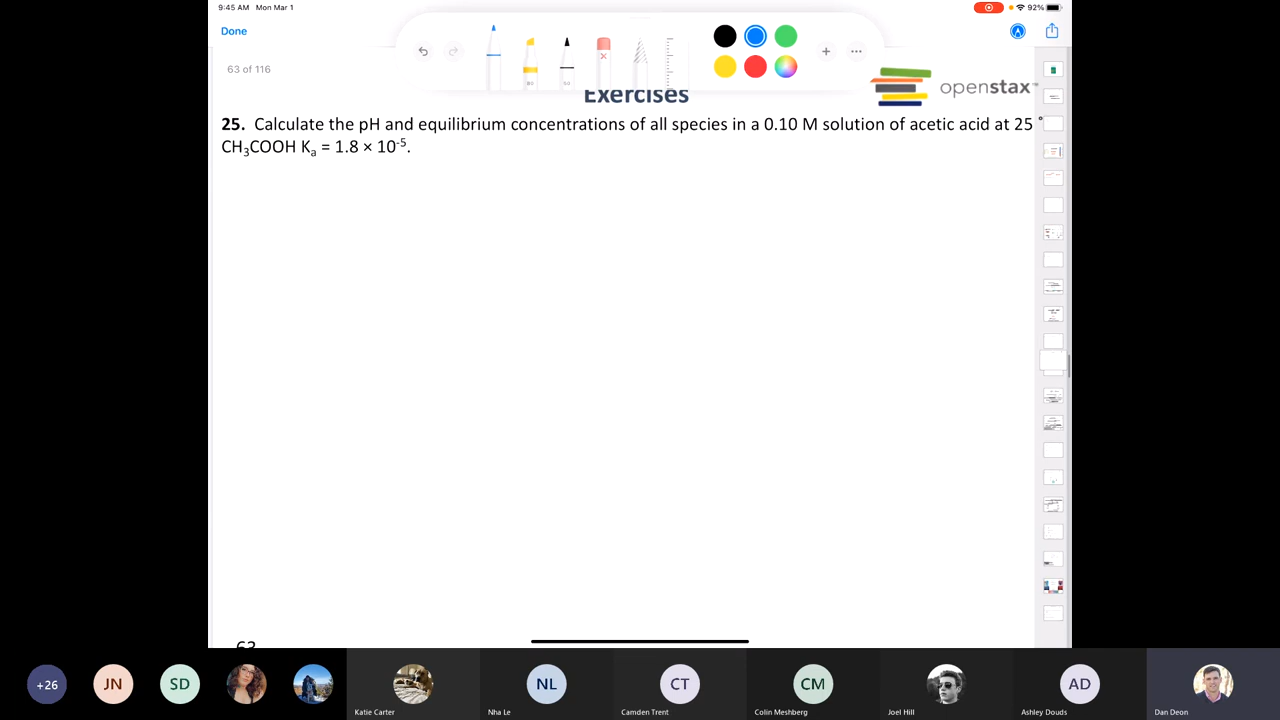 9:45 AM Mon Mar 1
92%
Done
63 of 116
Exercises
openstax™
25. Calculate the pH and equilibrium concentrations of all species in a 0.10 M solution of acetic acid at 25 °
CH₃COOH Kₐ = 1.8 × 10⁻⁵.
63
+26
JN
SD
NL
CT
CM
AD
Katie Carter
Nha Le
Camden Trent
Colin Meshberg
Joel Hill
Ashley Douds
Dan Deon